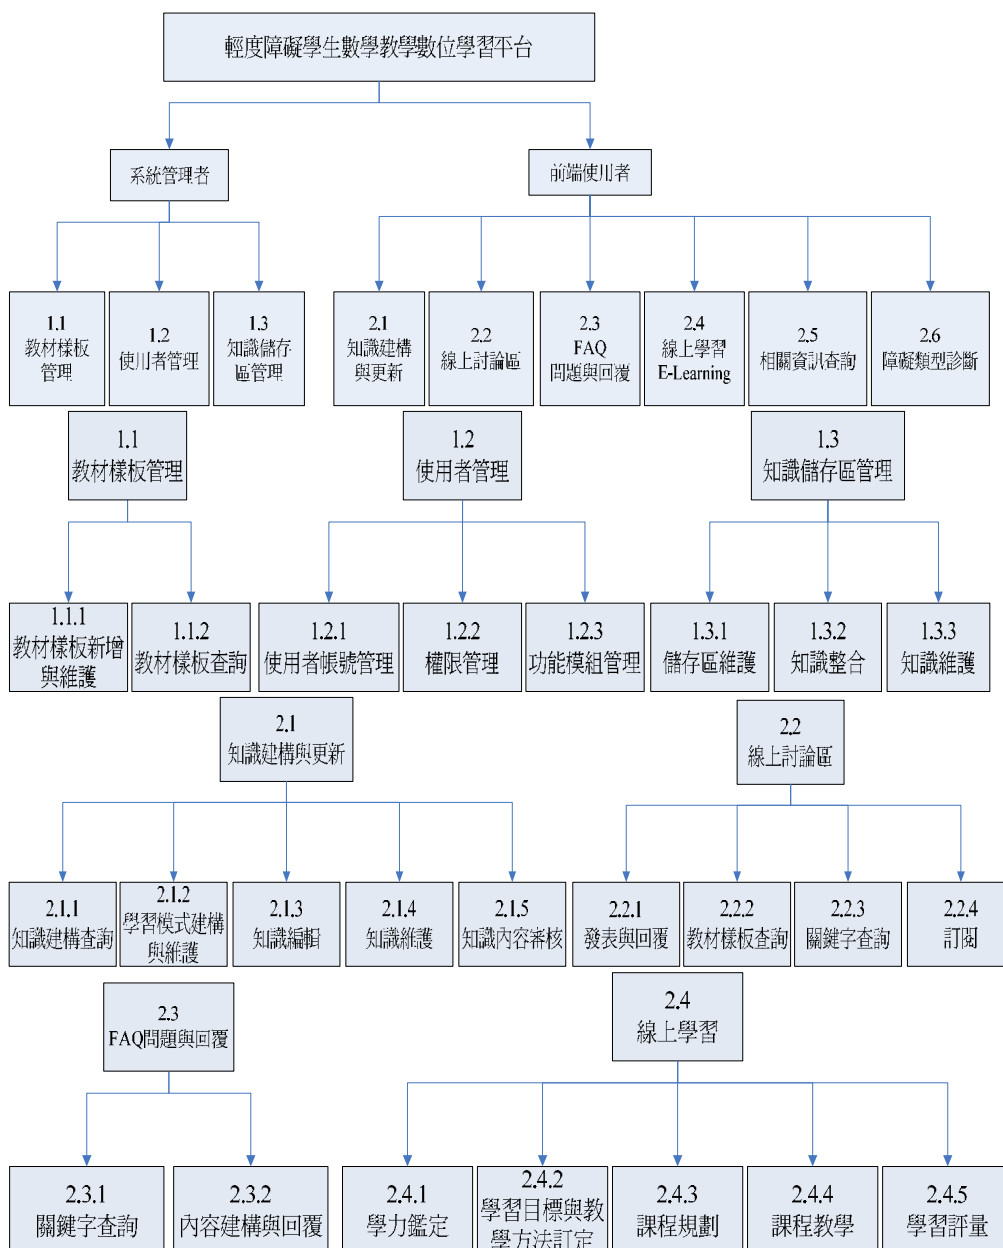 輕度障礙學生數學教學數位學習平台
系統管理者
前端使用者
1.1
教材樣板
管理
1.2
使用者管理
1.3
知識儲存
區管理
2.1
知識建構
與更新
2.2
線上討論區
2.3
FAQ
問題與回覆
2.4
線上學習
E-Learning
2.5
相關資訊查詢
2.6
障礙類型診斷
1.1
教材樣板管理
1.2
使用者管理
1.3
知識儲存區管理
1.1.1
教材樣板新增
與維護
1.1.2
教材樣板查詢
1.2.1
使用者帳號管理
1.2.2
權限管理
1.2.3
功能模組管理
1.3.1
儲存區維護
1.3.2
知識整合
1.3.3
知識維護
2.1
知識建構與更新
2.2
線上討論區
2.1.1
知識建構查詢
2.1.2
學習模式建構
與維護
2.1.3
知識編輯
2.1.4
知識維護
2.1.5
知識內容審核
2.2.1
發表與回覆
2.2.2
教材樣板查詢
2.2.3
關鍵字查詢
2.2.4
訂閱
2.3
FAQ問題與回覆
2.4
線上學習
2.3.1
關鍵字查詢
2.3.2
內容建構與回覆
2.4.1
學力鑑定
2.4.2
學習目標與教
學方法訂定
2.4.3
課程規劃
2.4.4
課程教學
2.4.5
學習評量